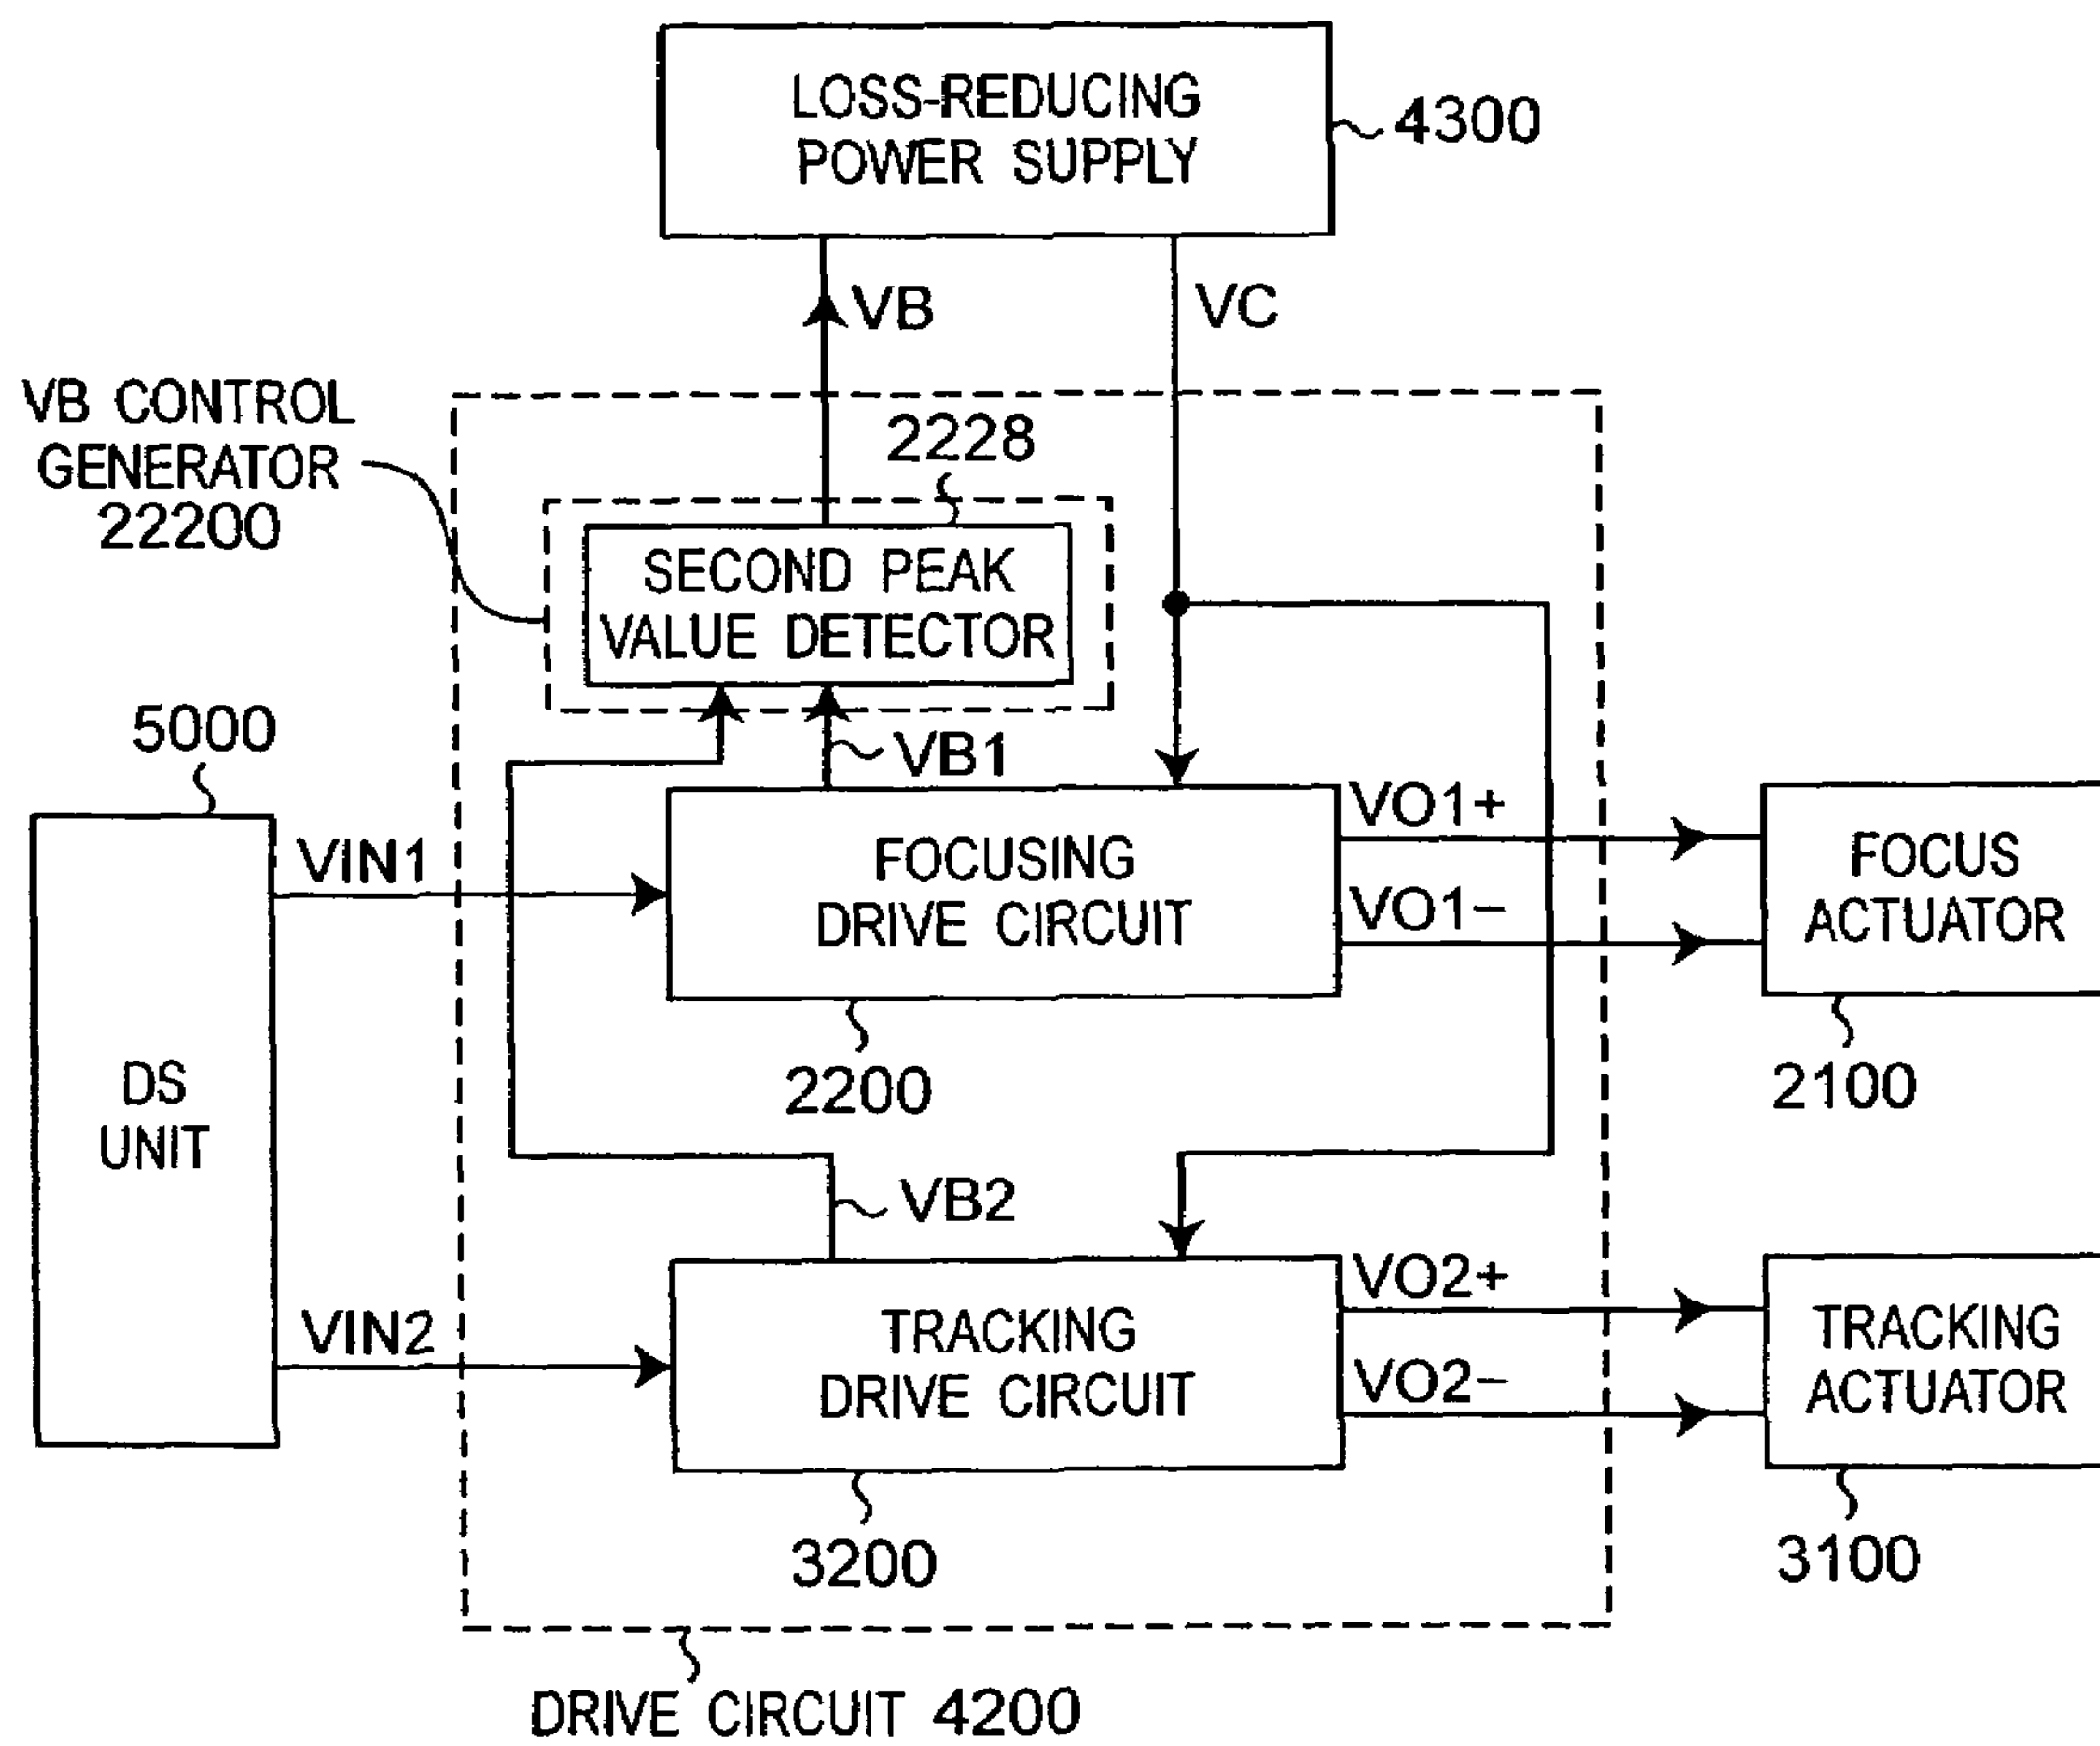 LOSS-REDUCING
POWER SUPPLY
4300
VB
VC
VB CONTROL
GENERATOR
22200
2228
SECOND PEAK
VALUE DETECTOR
5000
VB1
VIN1
FOCUSING
DRIVE CIRCUIT
VO1+
VO1−
FOCUS
ACTUATOR
DS
UNIT
2200
2100
VB2
VIN2
TRACKING
DRIVE CIRCUIT
VO2+
VO2−
TRACKING
ACTUATOR
3200
3100
DRIVE CIRCUIT 4200